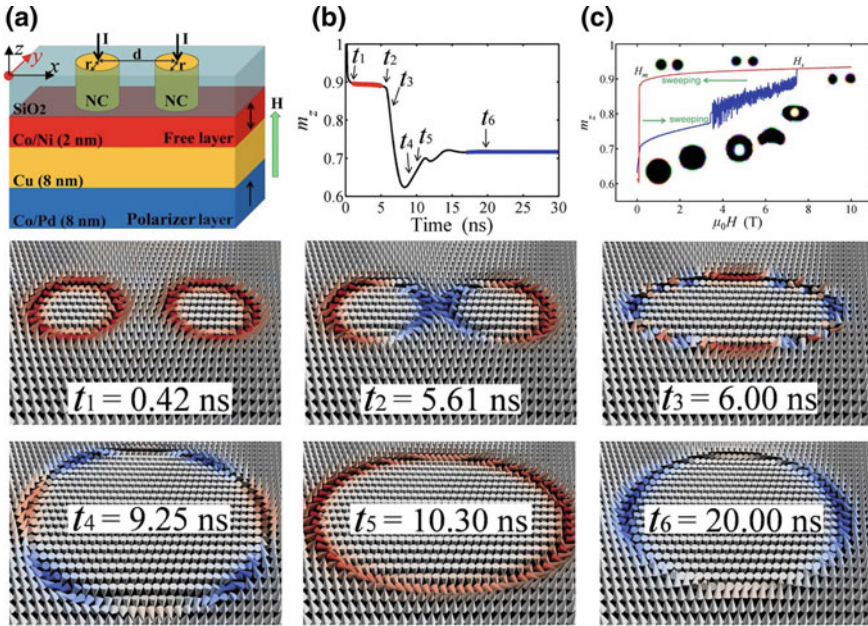 (a)
z
y
x
I
d
I
r
r
NC
NC
SiO2
H
Co/Ni (2 nm)
Free layer
Cu (8 nm)
Co/Pd (8 nm)
Polarizer layer
(b)
m_z
1.0
0.9
0.8
0.7
0.6
t1
t2
t3
t4
t5
t6
0
5
10
15
20
25
30
Time (ns)
(c)
m_z
0.9
0.8
0.7
0.6
Hm
Hs
sweeping
sweeping
0
2
4
6
8
10
μ0H (T)
t1 = 0.42 ns
t2 = 5.61 ns
t3 = 6.00 ns
t4 = 9.25 ns
t5 = 10.30 ns
t6 = 20.00 ns